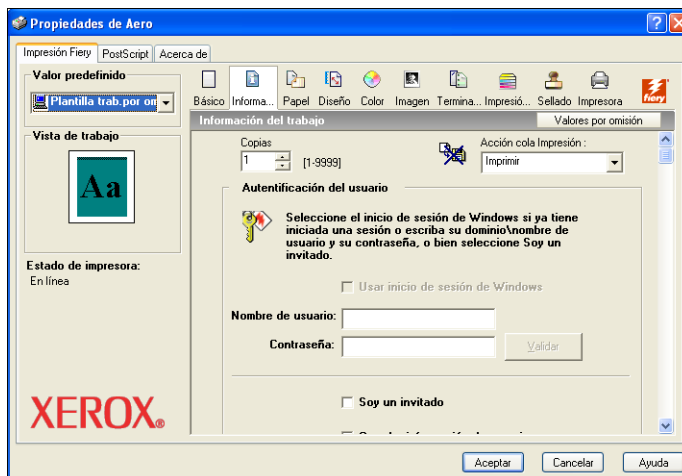 Propiedades de Aero
Impresión Fiery
PostScript
Acerca de
Valor predefinido
Plantilla trab.por om
Vista de trabajo
Aa
Estado de impresora:
En línea
XEROX®
Básico
Informa...
Papel
Diseño
Color
Imagen
Termina...
Impresió...
Sellado
Impresora
fiery
Información del trabajo
Valores por omisión
Copias
1
[1-9999]
Acción cola Impresión :
Imprimir
Autentificación del usuario
Seleccione el inicio de sesión de Windows si ya tiene
iniciada una sesión o escriba su dominio\nombre de
usuario y su contraseña, o bien seleccione Soy un
invitado.
Usar inicio de sesión de Windows
Nombre de usuario:
Contraseña:
Validar
Soy un invitado
Aceptar
Cancelar
Ayuda